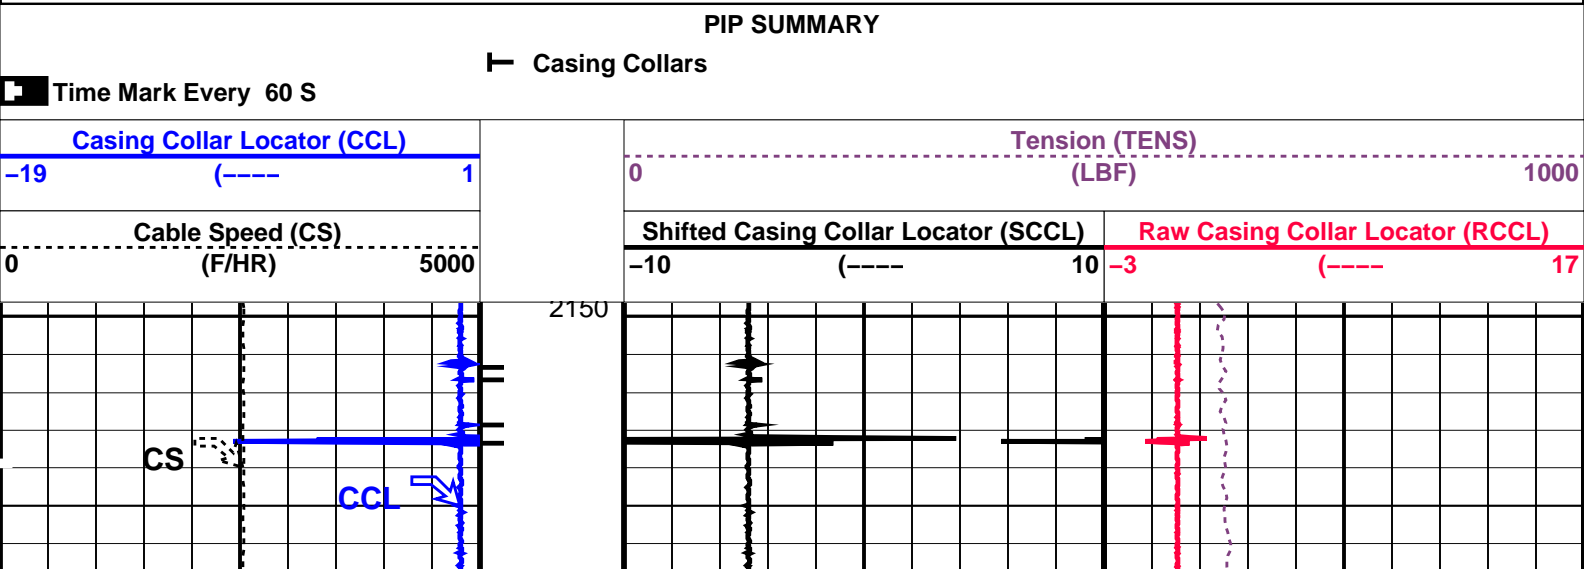 PIP SUMMARY
Casing Collars
Time Mark Every 60 S
Casing Collar Locator (CCL)
−19 (−−−− 1
Tension (TENS)
0 (LBF) 1000
Cable Speed (CS)
0 (F/HR) 5000
Shifted Casing Collar Locator (SCCL)
−10 (−−−− 10
Raw Casing Collar Locator (RCCL)
−3 (−−−− 17
2150
CS
CCL